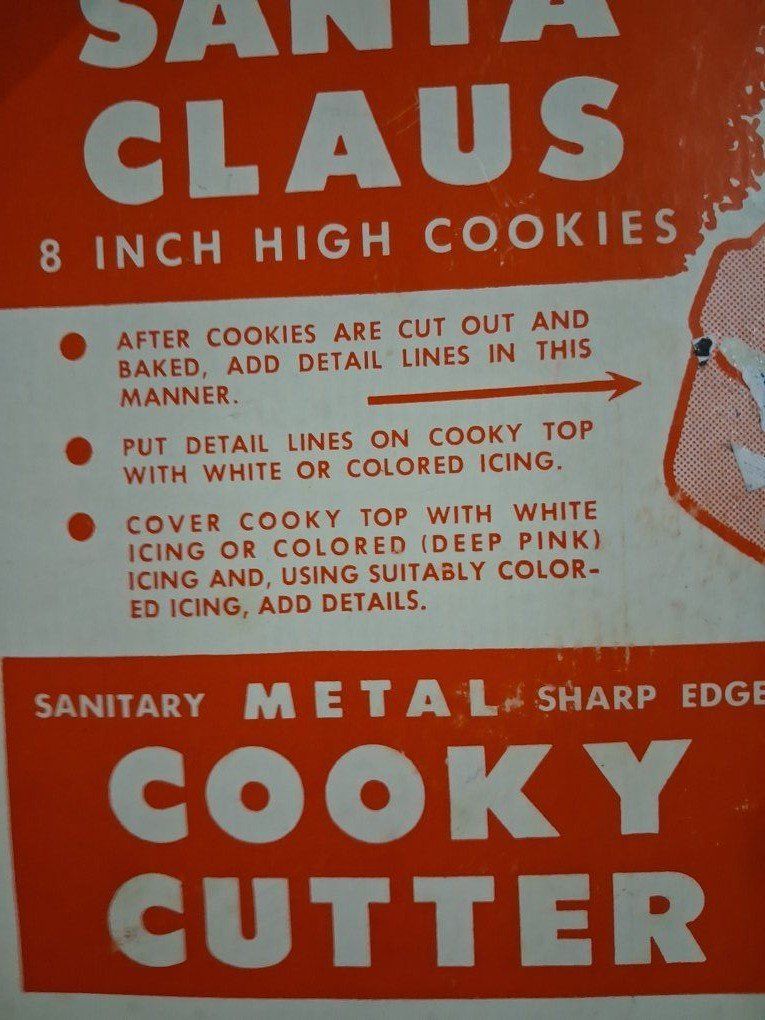 SANTA
CLAUS
8 INCH HIGH COOKIES
● AFTER COOKIES ARE CUT OUT AND
BAKED, ADD DETAIL LINES IN THIS
MANNER.
● PUT DETAIL LINES ON COOKY TOP
WITH WHITE OR COLORED ICING.
● COVER COOKY TOP WITH WHITE
ICING OR COLORED (DEEP PINK)
ICING AND, USING SUITABLY COLOR-
ED ICING, ADD DETAILS.
SANITARY METAL SHARP EDGE
COOKY
CUTTER